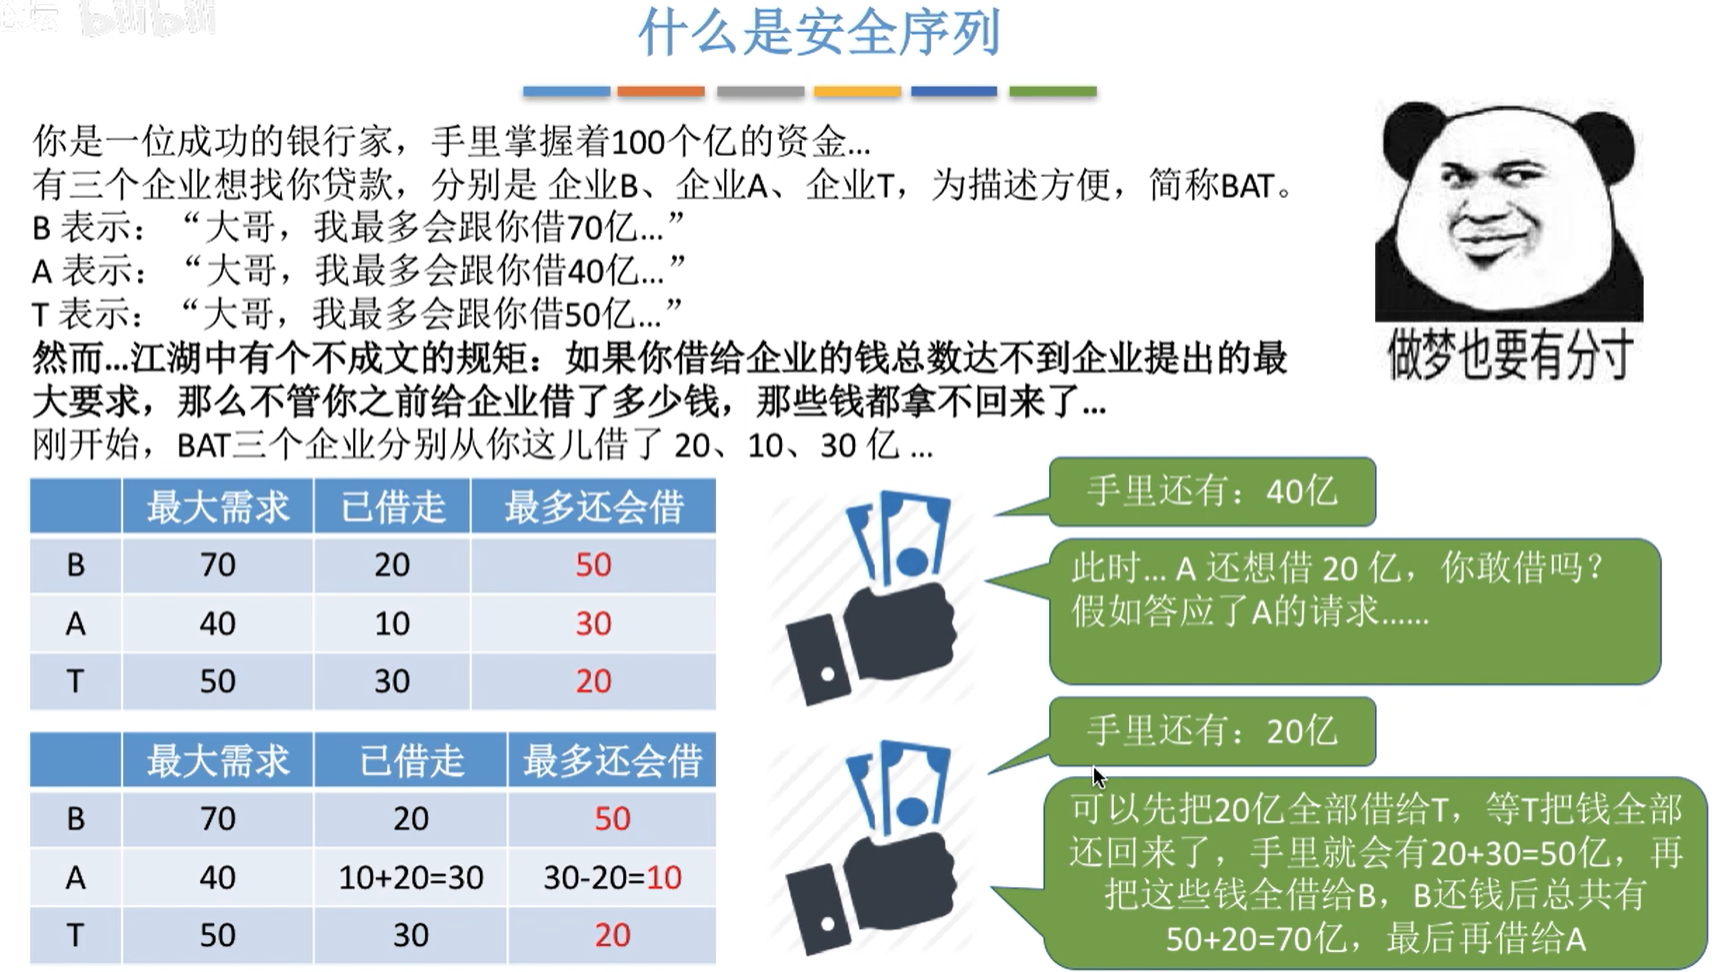 bilibili
什么是安全序列
你是一位成功的银行家，手里掌握着100个亿的资金...
有三个企业想找你贷款，分别是 企业B、企业A、企业T，为描述方便，简称BAT。
B 表示：“大哥，我最多会跟你借70亿...”
A 表示：“大哥，我最多会跟你借40亿...”
T 表示：“大哥，我最多会跟你借50亿...”
然而...江湖中有个不成文的规矩：如果你借给企业的钱总数达不到企业提出的最
大要求，那么不管你之前给企业借了多少钱，那些钱都拿不回来了...
刚开始，BAT三个企业分别从你这儿借了 20、10、30 亿 ...
做梦也要有分寸
最大需求 已借走 最多还会借
B 70 20 50
A 40 10 30
T 50 30 20
手里还有：40亿
此时... A 还想借 20 亿，你敢借吗？
假如答应了A的请求......
最大需求 已借走 最多还会借
B 70 20 50
A 40 10+20=30 30-20=10
T 50 30 20
手里还有：20亿
可以先把20亿全部借给T，等T把钱全部
还回来了，手里就会有20+30=50亿，再
把这些钱全借给B，B还钱后总共有
50+20=70亿，最后再借给A